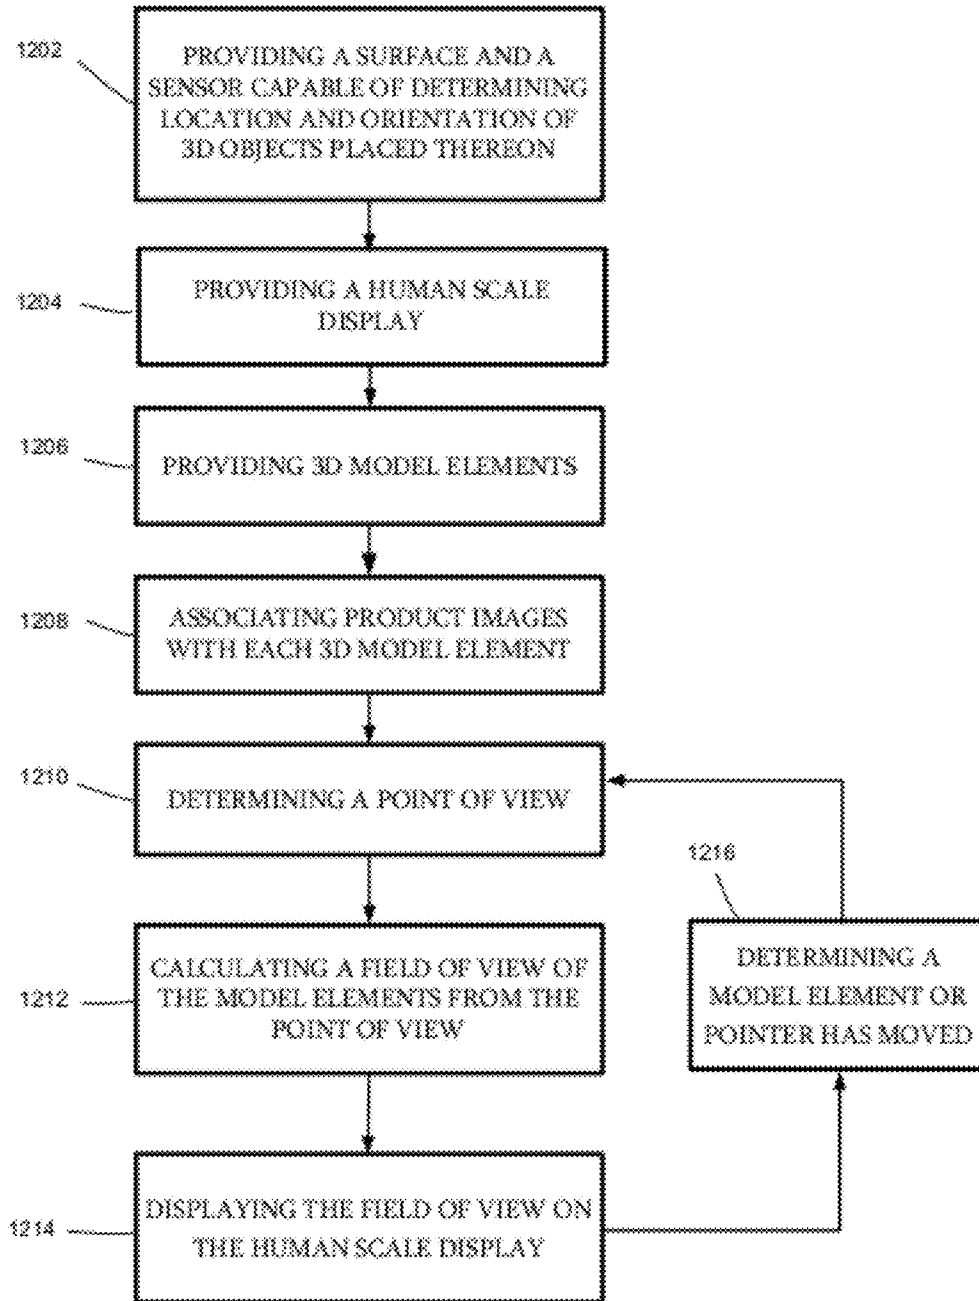 1202
PROVIDING A SURFACE AND A
SENSOR CAPABLE OF DETERMINING
LOCATION AND ORIENTATION OF
3D OBJECTS PLACED THEREON
1204
PROVIDING A HUMAN SCALE
DISPLAY
1206
PROVIDING 3D MODEL ELEMENTS
1208
ASSOCIATING PRODUCT IMAGES
WITH EACH 3D MODEL ELEMENT
1210
DETERMINING A POINT OF VIEW
1212
CALCULATING A FIELD OF VIEW OF
THE MODEL ELEMENTS FROM THE
POINT OF VIEW
1216
DETERMINING A
MODEL ELEMENT OR
POINTER HAS MOVED
1214
DISPLAYING THE FIELD OF VIEW ON
THE HUMAN SCALE DISPLAY